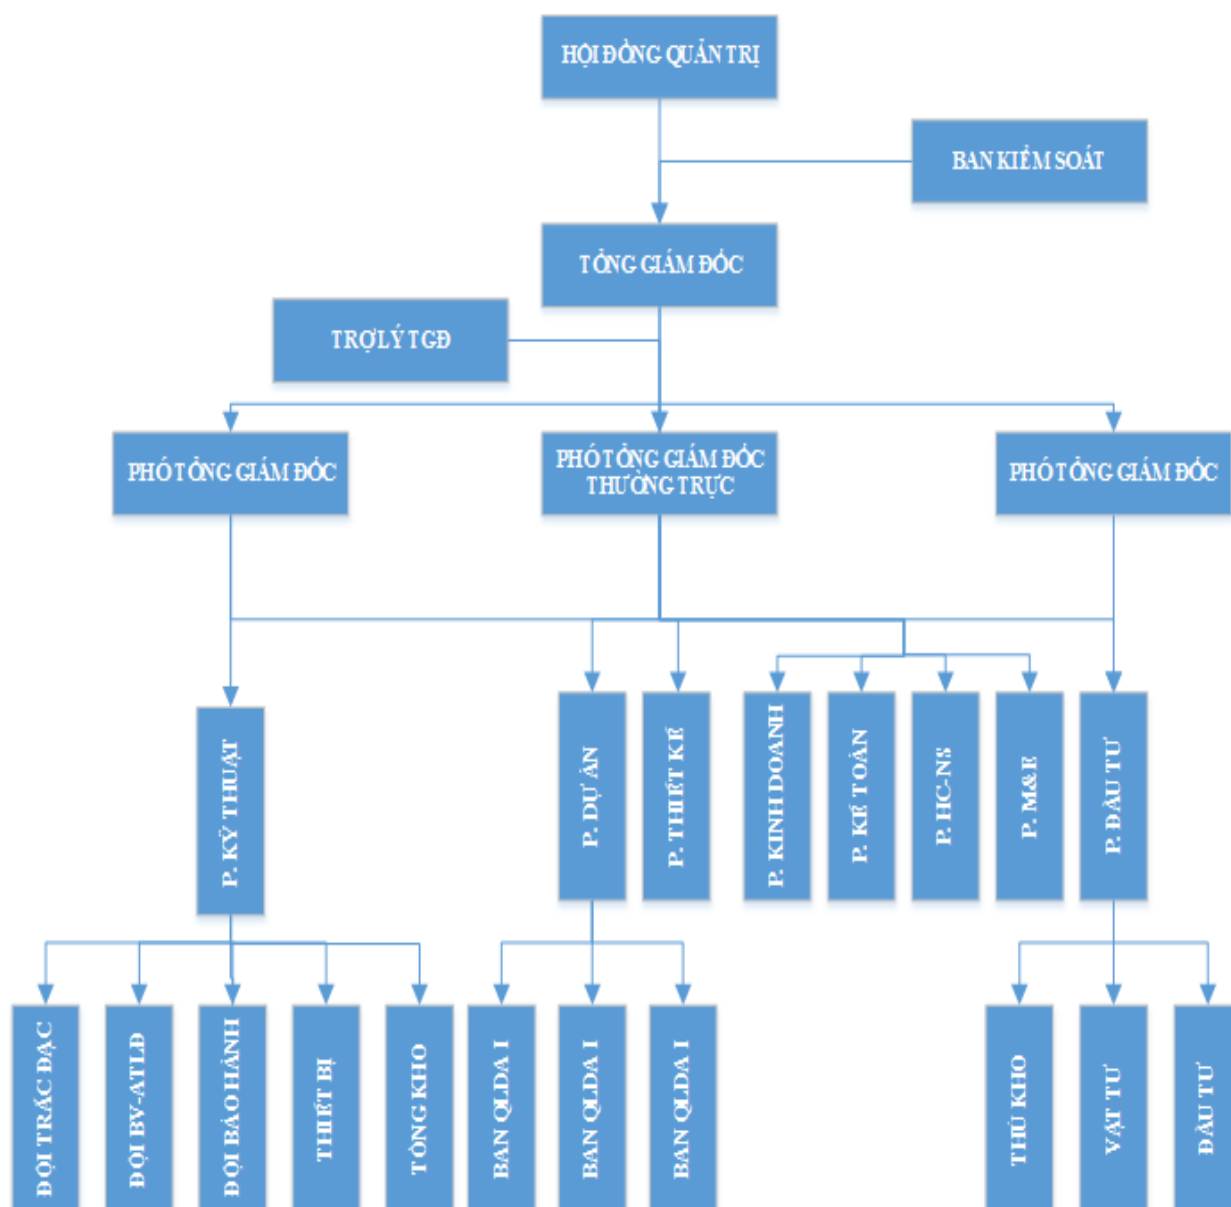 HỘI ĐỒNG QUẢN TRỊ
BAN KIỂM SOÁT
TỔNG GIÁM ĐỐC
TRỢ LÝ TGĐ
PHÓ TỔNG GIÁM ĐỐC
PHÓ TỔNG GIÁM ĐỐC
THƯỜNG TRỰC
PHÓ TỔNG GIÁM ĐỐC
P. KỸ THUẬT
P. DỰ ÁN
P. THIẾT KẾ
P. KINH DOANH
P. KẾ TOÁN
P. HC-NS
P. M&E
P. ĐẦU TƯ
ĐỘI TRẮC ĐẠC
ĐỘI BV-ATLĐ
ĐỘI BẢO HÀNH
THIẾT BỊ
TỔNG KHO
BAN QLDA I
BAN QLDA I
BAN QLDA I
THỦ KHO
VẬT TƯ
ĐẦU TƯ